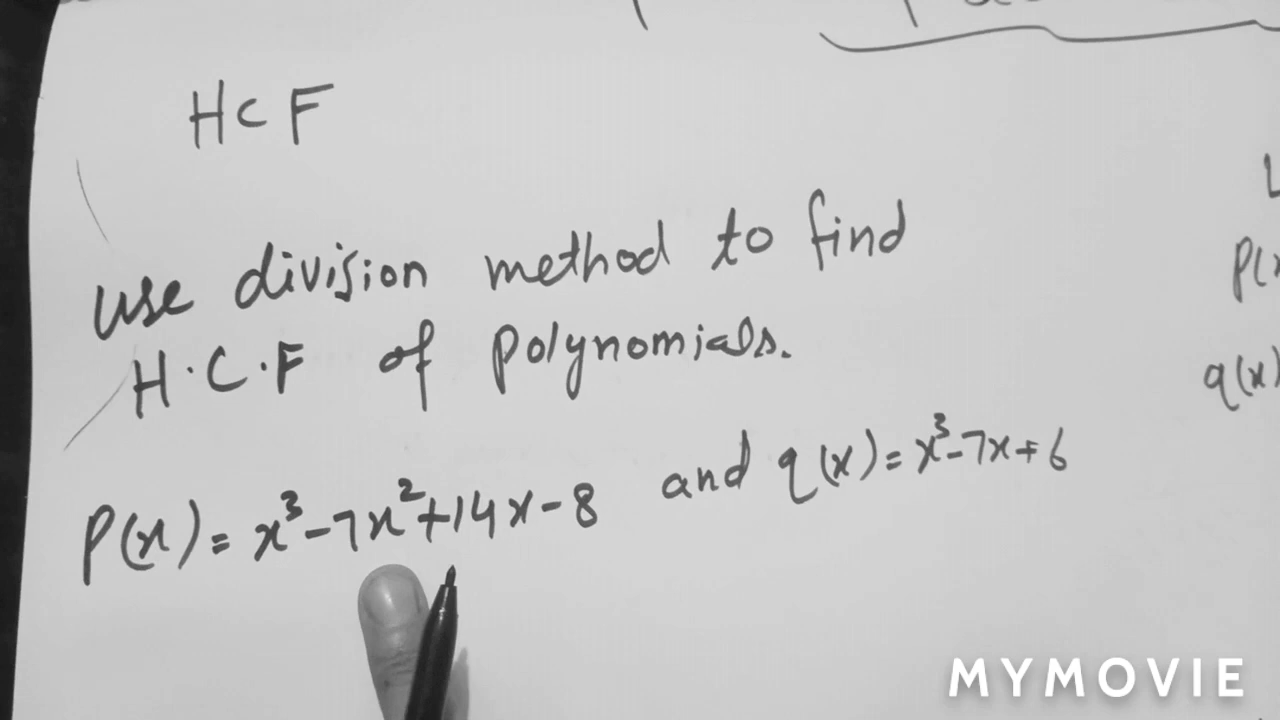 HCF
use division method to find
H.C.F of polynomials.
P(x) = x³-7x²+14x-8 and q(x) = x³-7x+6
P(x
q(x)
MYMOVIE